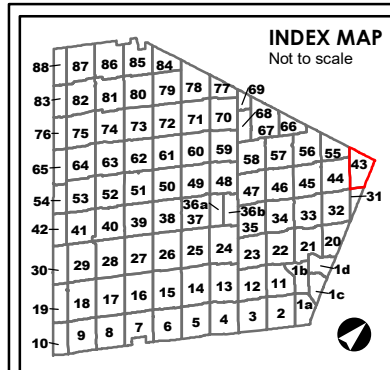 INDEX MAP
Not to scale
88 87 86 85 84
83 82 81 80 79 78 77 69
76 75 74 73 72 71 70 68 67 66
65 64 63 62 61 60 59 58 57 56 55 43
54 53 52 51 50 49 48 47 46 45 44 31
42 41 40 39 38 37 36a 36b 35 34 33 32
30 29 28 27 26 25 24 23 22 21 20
19 18 17 16 15 14 13 12 11 1b 1d 1c
10 9 8 7 6 5 4 3 2 1a